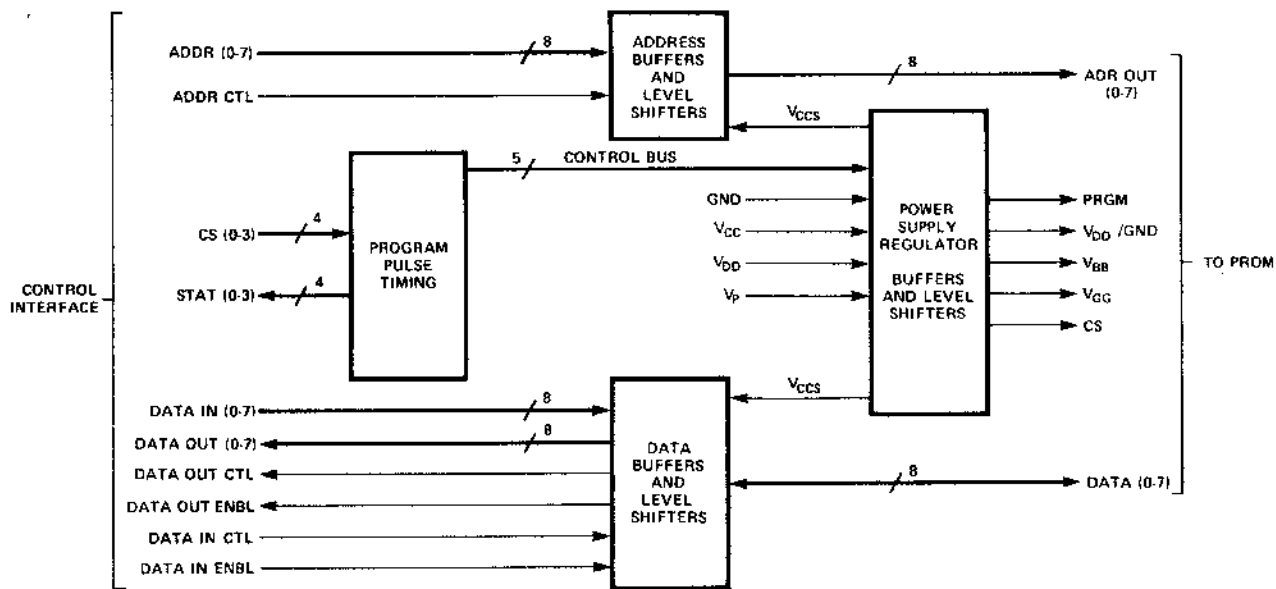 CONTROL
INTERFACE
ADDR (0-7)
8
ADDR CTL
ADDRESS
BUFFERS
AND
LEVEL
SHIFTERS
8
ADR OUT
(0-7)
VCCS
5
CONTROL BUS
CS (0-3)
4
STAT (0-3)
4
PROGRAM
PULSE
TIMING
GND
VCC
VDD
VP
POWER
SUPPLY
REGULATOR
BUFFERS
AND LEVEL
SHIFTERS
PRGM
VDD /GND
VBB
VGG
CS
TO PROM
VCCS
DATA IN (0-7)
8
DATA OUT (0-7)
8
DATA OUT CTL
DATA OUT ENBL
DATA IN CTL
DATA IN ENBL
DATA
BUFFERS
AND
LEVEL
SHIFTERS
8
DATA (0-7)